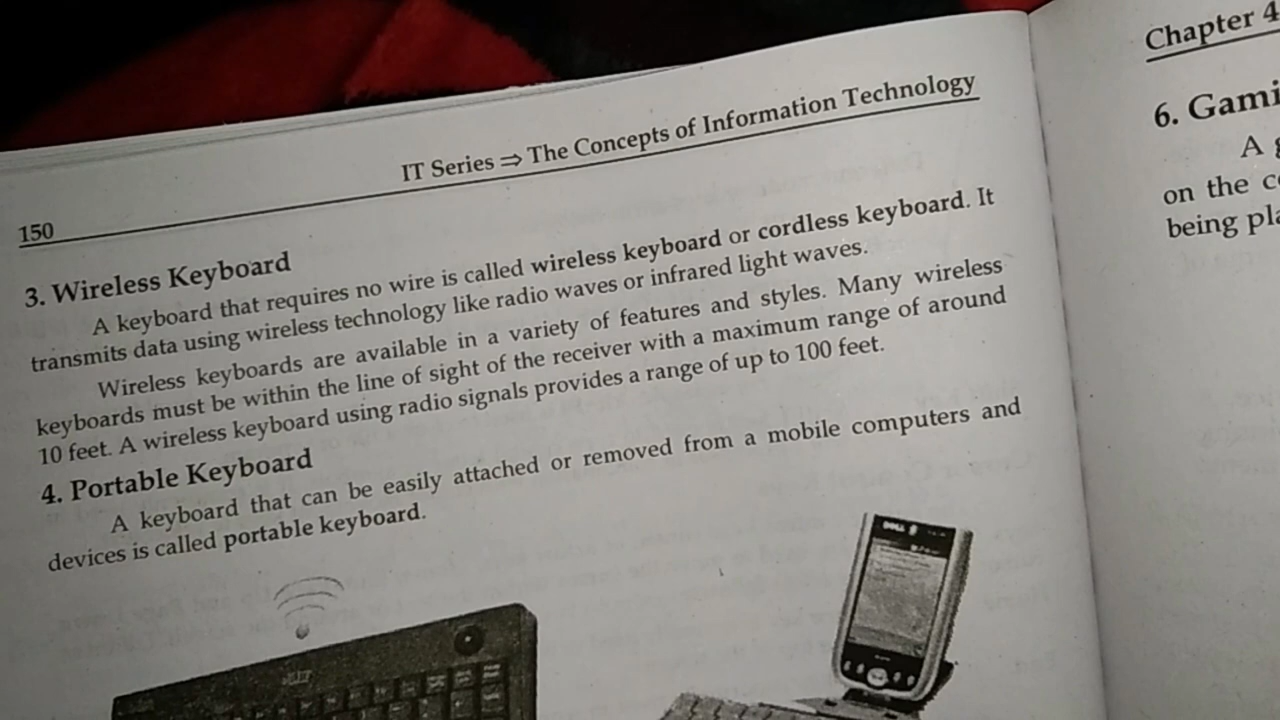 IT Series ⇒ The Concepts of Information Technology
150
3. Wireless Keyboard
A keyboard that requires no wire is called wireless keyboard or cordless keyboard. It
transmits data using wireless technology like radio waves or infrared light waves.
Wireless keyboards are available in a variety of features and styles. Many wireless
keyboards must be within the line of sight of the receiver with a maximum range of around
10 feet. A wireless keyboard using radio signals provides a range of up to 100 feet.
4. Portable Keyboard
A keyboard that can be easily attached or removed from a mobile computers and
devices is called portable keyboard.
DELL
Chapter 4
6. Gami
A
on the c
being pla